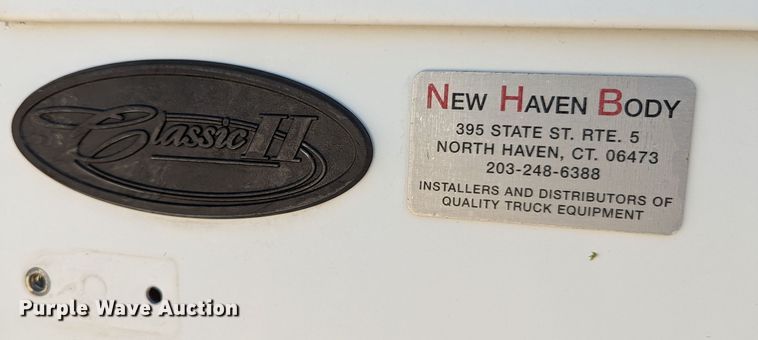 Classic II
NEW HAVEN BODY
395 STATE ST. RTE. 5
NORTH HAVEN, CT. 06473
203-248-6388
INSTALLERS AND DISTRIBUTORS OF
QUALITY TRUCK EQUIPMENT
Purple Wave Auction